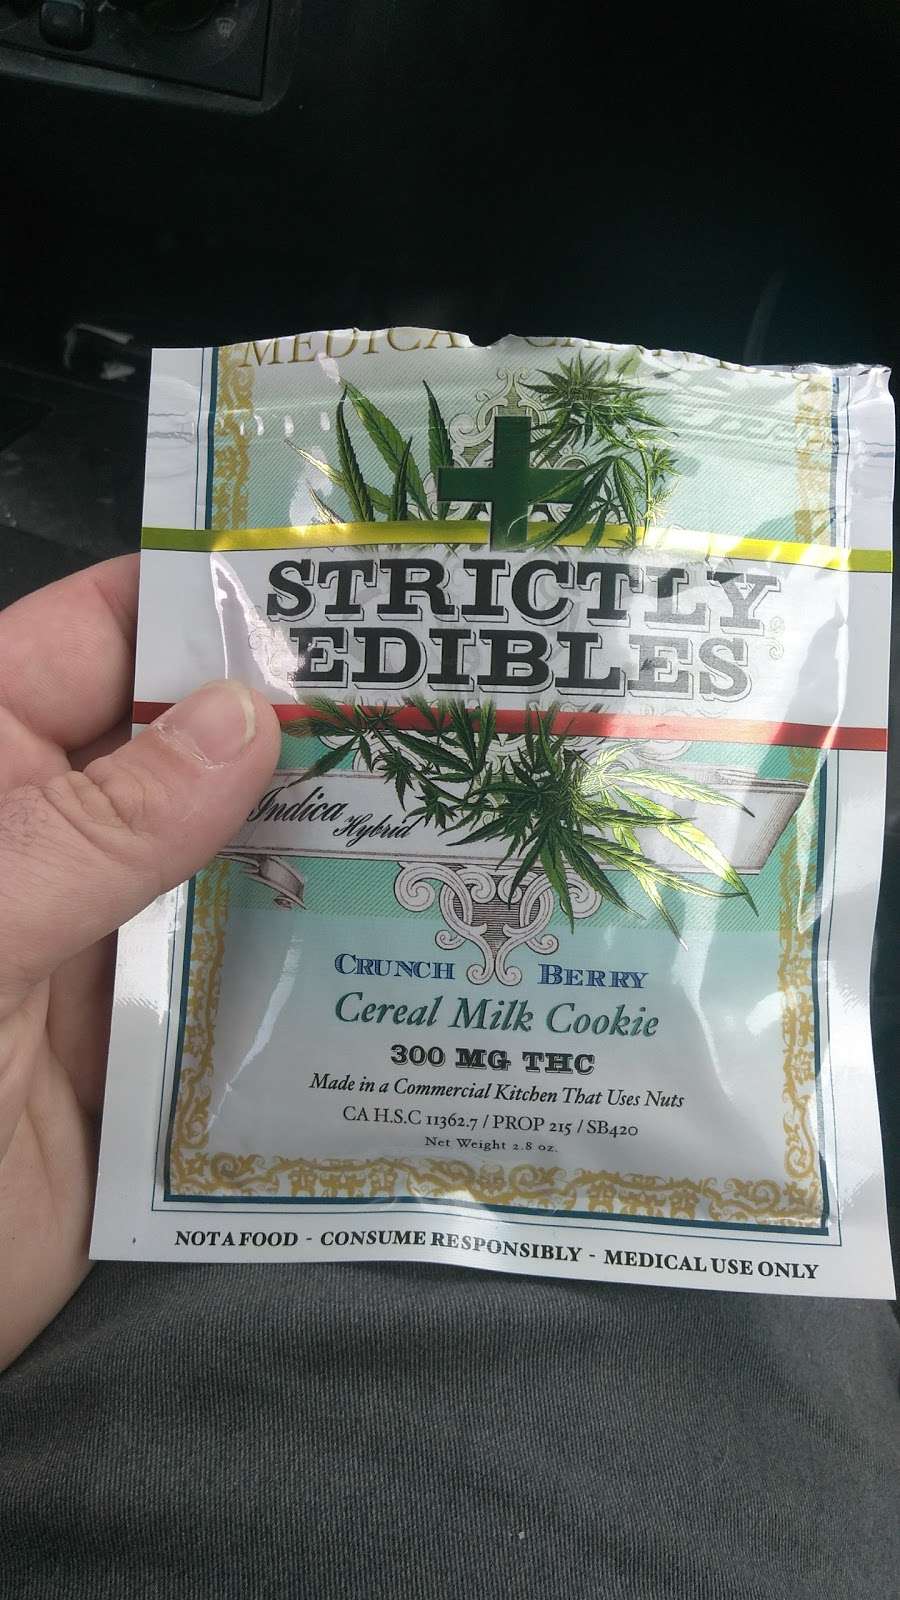 STRICTLY
EDIBLES
Indica Hybrid
CRUNCH BERRY
Cereal Milk Cookie
300 MG THC
Made in a Commercial Kitchen That Uses Nuts
CA H.S.C 11362.7 / PROP 215 / SB420
Net Weight 2.8 oz.
NOT A FOOD - CONSUME RESPONSIBLY - MEDICAL USE ONLY